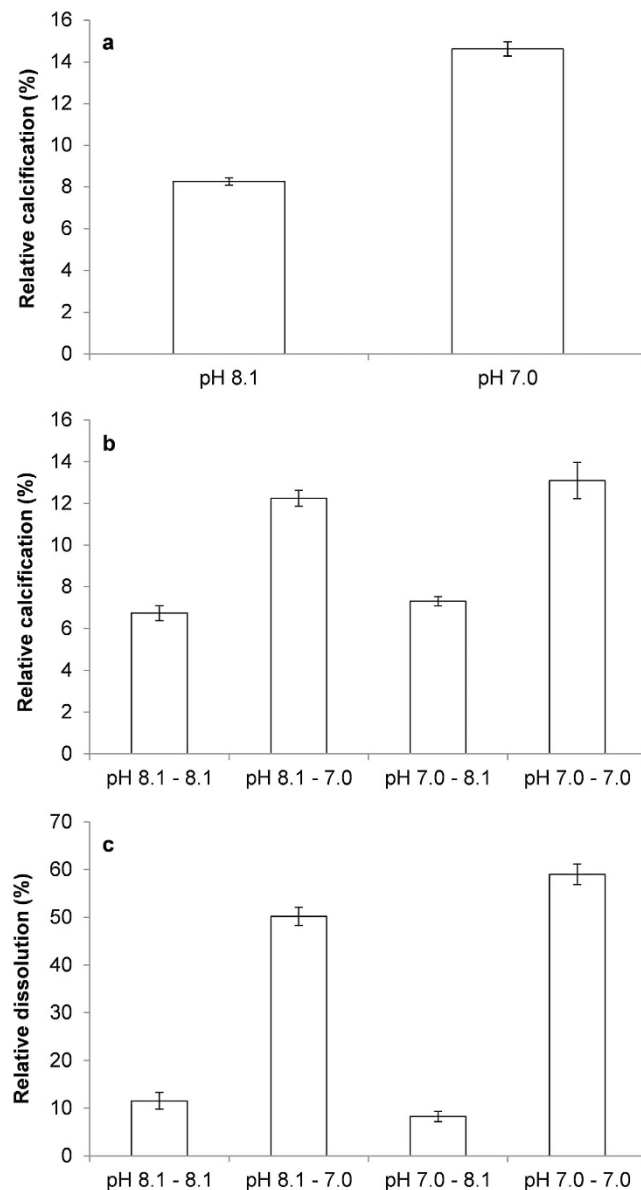 a
Relative calcification (%)
16
14
12
10
8
6
4
2
0
pH 8.1 pH 7.0
b
Relative calcification (%)
16
14
12
10
8
6
4
2
0
pH 8.1 - 8.1 pH 8.1 - 7.0 pH 7.0 - 8.1 pH 7.0 - 7.0
c
Relative dissolution (%)
70
60
50
40
30
20
10
0
pH 8.1 - 8.1 pH 8.1 - 7.0 pH 7.0 - 8.1 pH 7.0 - 7.0